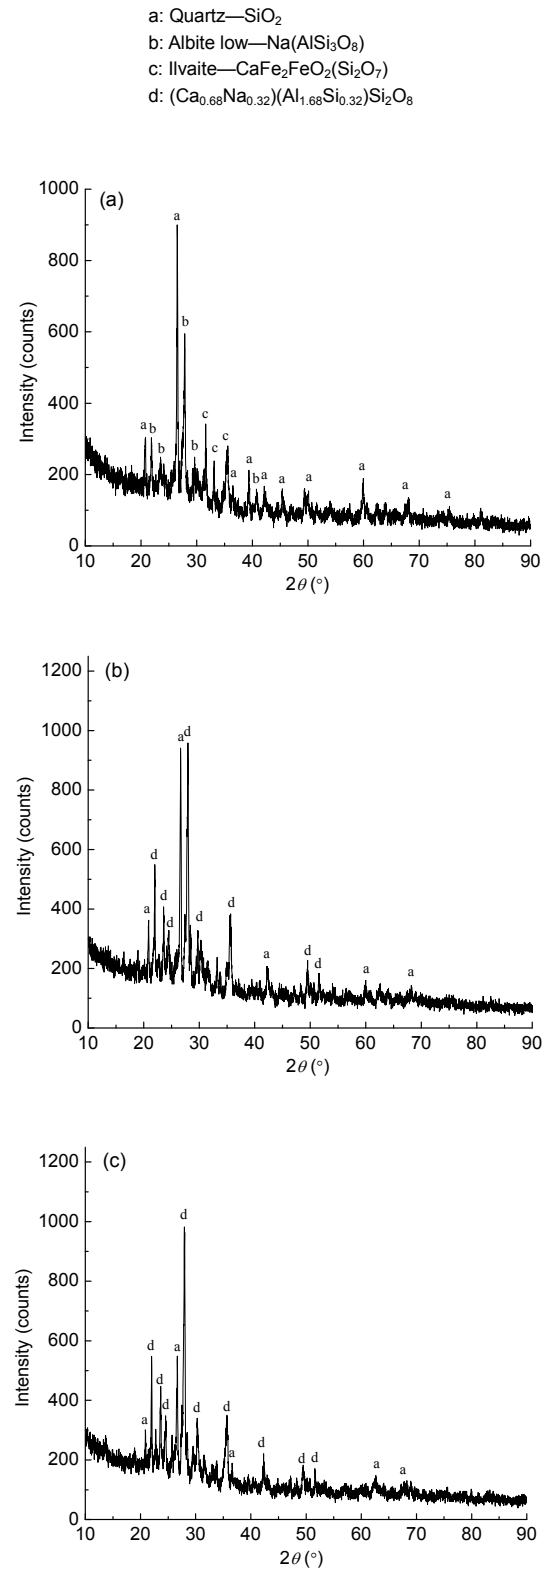 a: Quartz—SiO₂
b: Albite low—Na(AlSi₃O₈)
c: Ilvaite—CaFe₂FeO₂(Si₂O₇)
d: (Ca₀.₆₈Na₀.₃₂)(Al₁.₆₈Si₀.₃₂)Si₂O₈
(a)
Intensity (counts)
1000
800
600
400
200
0
a
b
a b
b
b
c
c
c
a
a
b a
a
a
a
a
a
10 20 30 40 50 60 70 80 90
2θ (°)
(b)
Intensity (counts)
1200
1000
800
600
400
200
0
a d
d
a
d
d
d
d
a
d
d
a
a
10 20 30 40 50 60 70 80 90
2θ (°)
(c)
Intensity (counts)
1200
1000
800
600
400
200
0
d
d
a
a
d
d
d
d
a
d
d d
a
a
10 20 30 40 50 60 70 80 90
2θ (°)